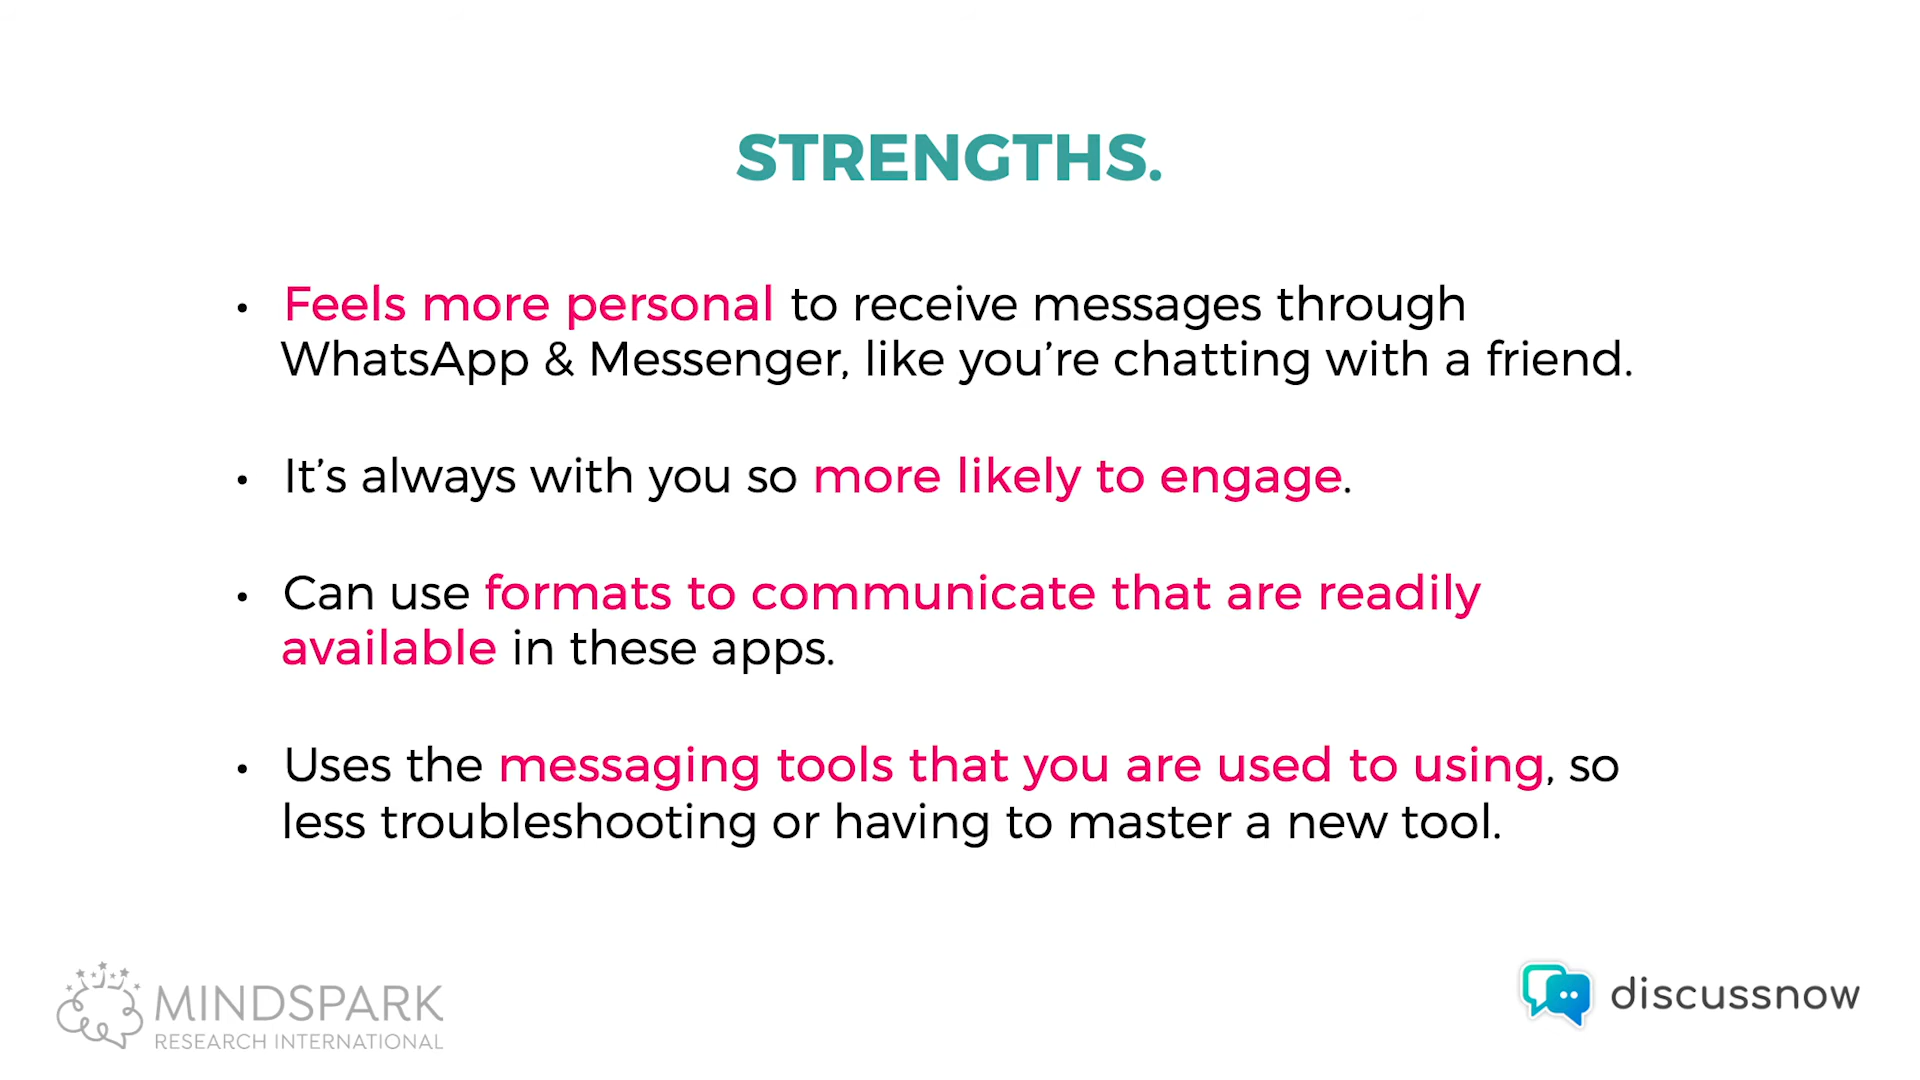 STRENGTHS.
• Feels more personal to receive messages through
WhatsApp & Messenger, like you’re chatting with a friend.
• It’s always with you so more likely to engage.
• Can use formats to communicate that are readily
available in these apps.
• Uses the messaging tools that you are used to using, so
less troubleshooting or having to master a new tool.
MINDSPARK
RESEARCH INTERNATIONAL
discussnow